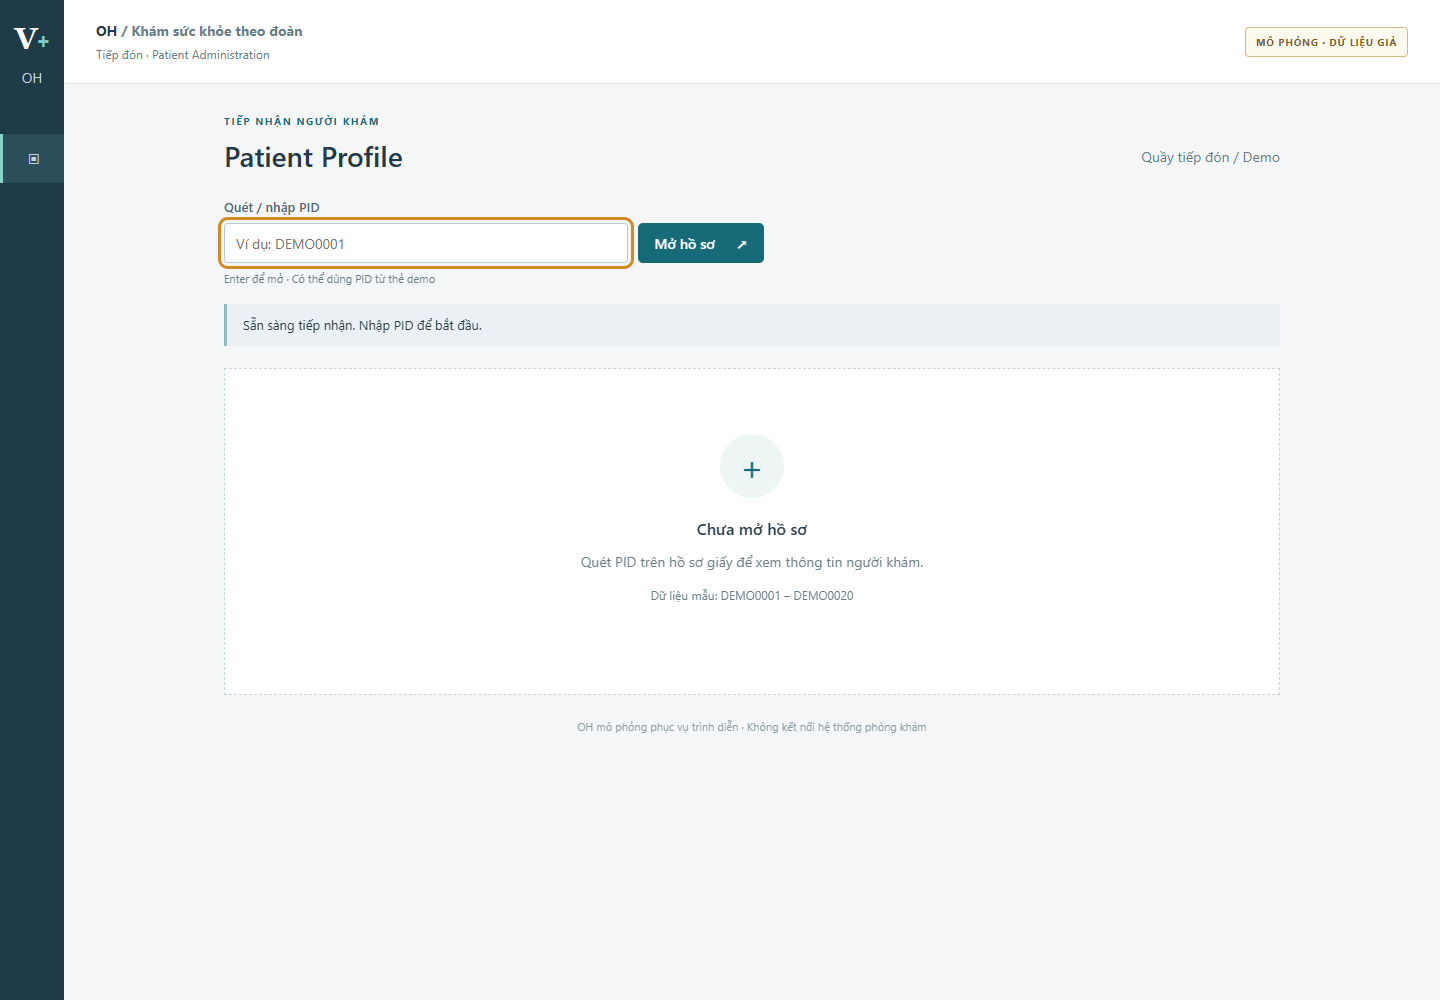 V+
OH
OH / Khám sức khỏe theo đoàn
Tiếp đón · Patient Administration
MÔ PHỎNG · DỮ LIỆU GIẢ
TIẾP NHẬN NGƯỜI KHÁM
Patient Profile
Quầy tiếp đón / Demo
Quét / nhập PID
Ví dụ: DEMO0001
Mở hồ sơ ↗
Enter để mở · Có thể dùng PID từ thẻ demo
Sẵn sàng tiếp nhận. Nhập PID để bắt đầu.
+
Chưa mở hồ sơ
Quét PID trên hồ sơ giấy để xem thông tin người khám.
Dữ liệu mẫu: DEMO0001 – DEMO0020
OH mô phỏng phục vụ trình diễn · Không kết nối hệ thống phòng khám